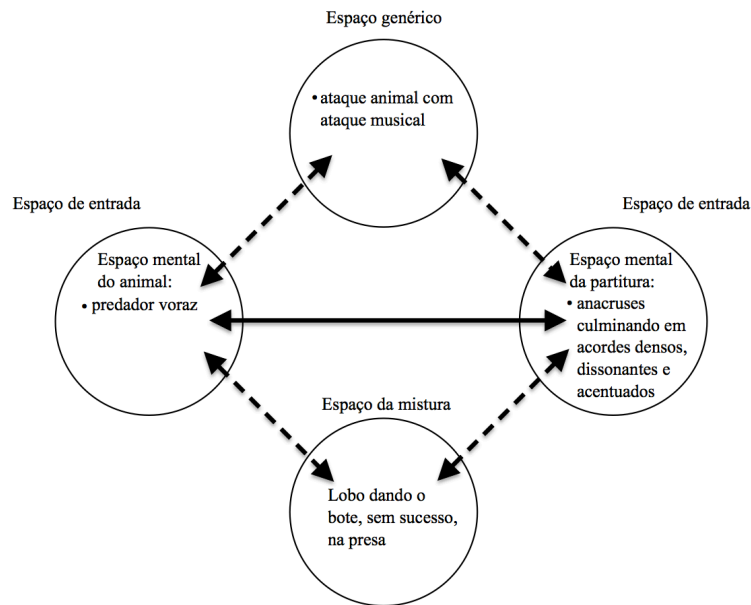 Espaço genérico
• ataque animal com
ataque musical
Espaço de entrada
Espaço mental
do animal:
• predador voraz
Espaço de entrada
Espaço mental
da partitura:
• anacruses
culminando em
acordes densos,
dissonantes e
acentuados
Espaço da mistura
Lobo dando o
bote, sem sucesso,
na presa